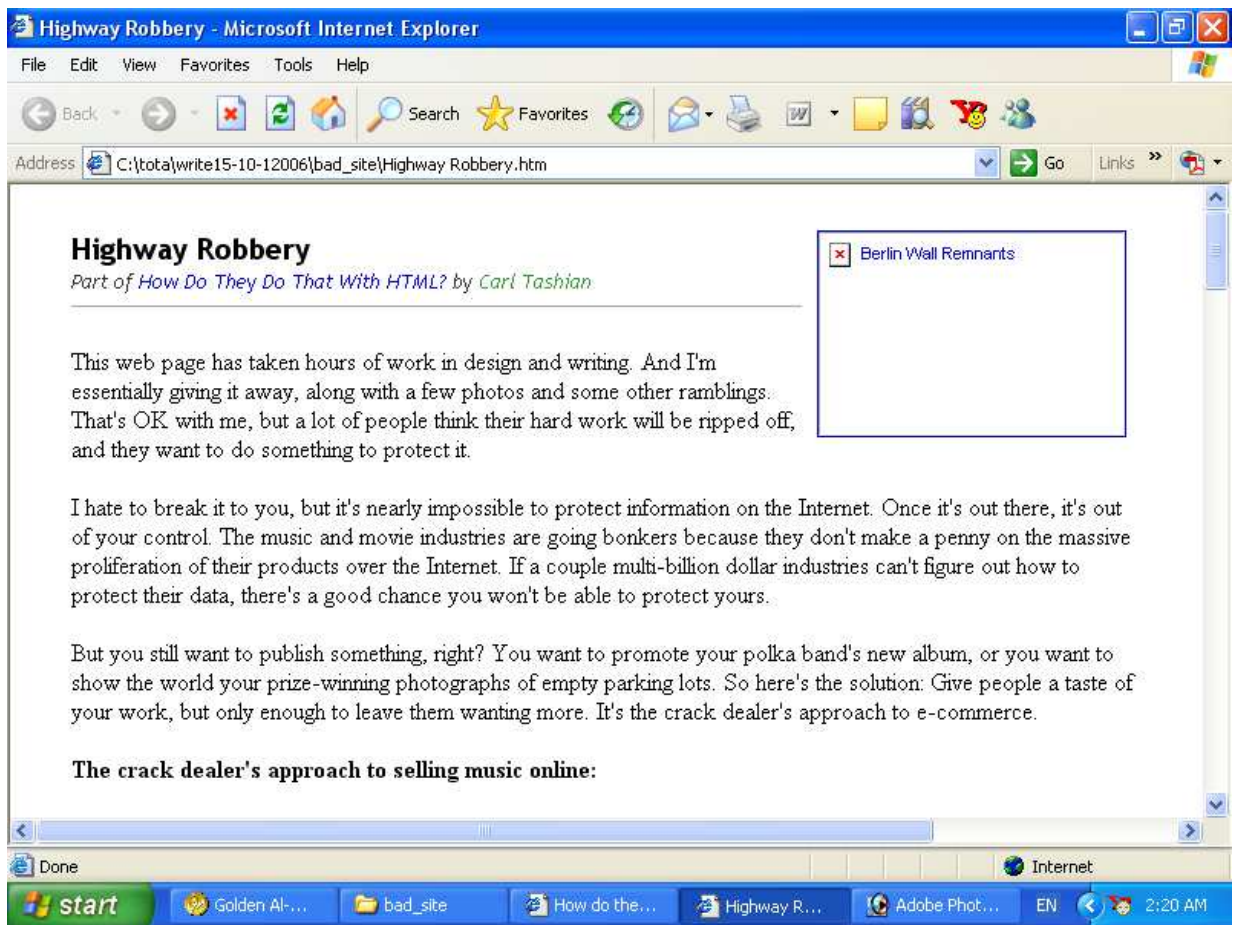 Highway Robbery - Microsoft Internet Explorer
File Edit View Favorites Tools Help
Back Search Favorites
Address C:\tota\write15-10-12006\bad_site\Highway Robbery.htm Go Links »
Highway Robbery
Part of How Do They Do That With HTML? by Carl Tashian
Berlin Wall Remnants
This web page has taken hours of work in design and writing. And I'm
essentially giving it away, along with a few photos and some other ramblings.
That's OK with me, but a lot of people think their hard work will be ripped off,
and they want to do something to protect it.
I hate to break it to you, but it's nearly impossible to protect information on the Internet. Once it's out there, it's out
of your control. The music and movie industries are going bonkers because they don't make a penny on the massive
proliferation of their products over the Internet. If a couple multi-billion dollar industries can't figure out how to
protect their data, there's a good chance you won't be able to protect yours.
But you still want to publish something, right? You want to promote your polka band's new album, or you want to
show the world your prize-winning photographs of empty parking lots. So here's the solution: Give people a taste of
your work, but only enough to leave them wanting more. It's the crack dealer's approach to e-commerce.
The crack dealer's approach to selling music online:
Done Internet
start Golden Al-... bad_site How do the... Highway R... Adobe Phot... EN 2:20 AM